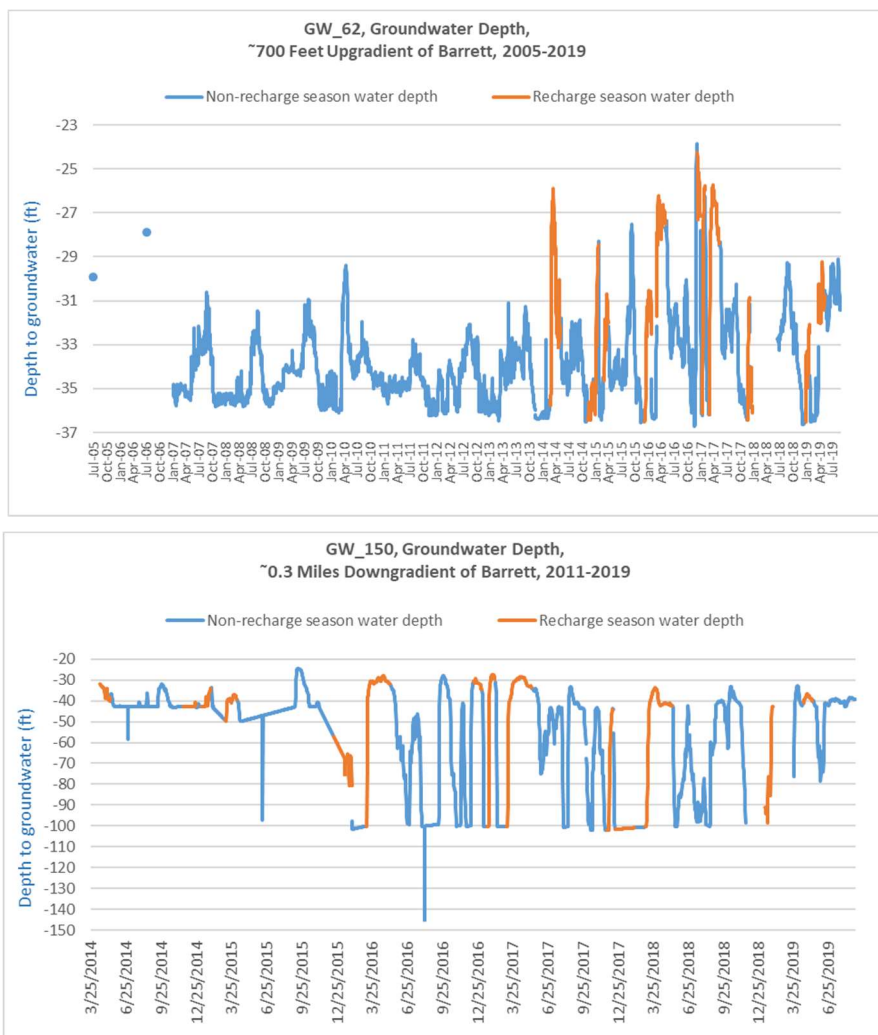 GW_62, Groundwater Depth,
~700 Feet Upgradient of Barrett, 2005-2019
Non-recharge season water depth Recharge season water depth
Depth to groundwater (ft)
-23
-25
-27
-29
-31
-33
-35
-37
Jul-05
Oct-05
Jan-06
Apr-06
Jul-06
Oct-06
Jan-07
Apr-07
Jul-07
Oct-07
Jan-08
Apr-08
Jul-08
Oct-08
Jan-09
Apr-09
Jul-09
Oct-09
Jan-10
Apr-10
Jul-10
Oct-10
Jan-11
Apr-11
Jul-11
Oct-11
Jan-12
Apr-12
Jul-12
Oct-12
Jan-13
Apr-13
Jul-13
Oct-13
Jan-14
Apr-14
Jul-14
Oct-14
Jan-15
Apr-15
Jul-15
Oct-15
Jan-16
Apr-16
Jul-16
Oct-16
Jan-17
Apr-17
Jul-17
Oct-17
Jan-18
Apr-18
Jul-18
Oct-18
Jan-19
Apr-19
Jul-19
GW_150, Groundwater Depth,
~0.3 Miles Downgradient of Barrett, 2011-2019
Non-recharge season water depth Recharge season water depth
Depth to groundwater (ft)
-20
-30
-40
-50
-60
-70
-80
-90
-100
-110
-120
-130
-140
-150
3/25/2014
6/25/2014
9/25/2014
12/25/2014
3/25/2015
6/25/2015
9/25/2015
12/25/2015
3/25/2016
6/25/2016
9/25/2016
12/25/2016
3/25/2017
6/25/2017
9/25/2017
12/25/2017
3/25/2018
6/25/2018
9/25/2018
12/25/2018
3/25/2019
6/25/2019